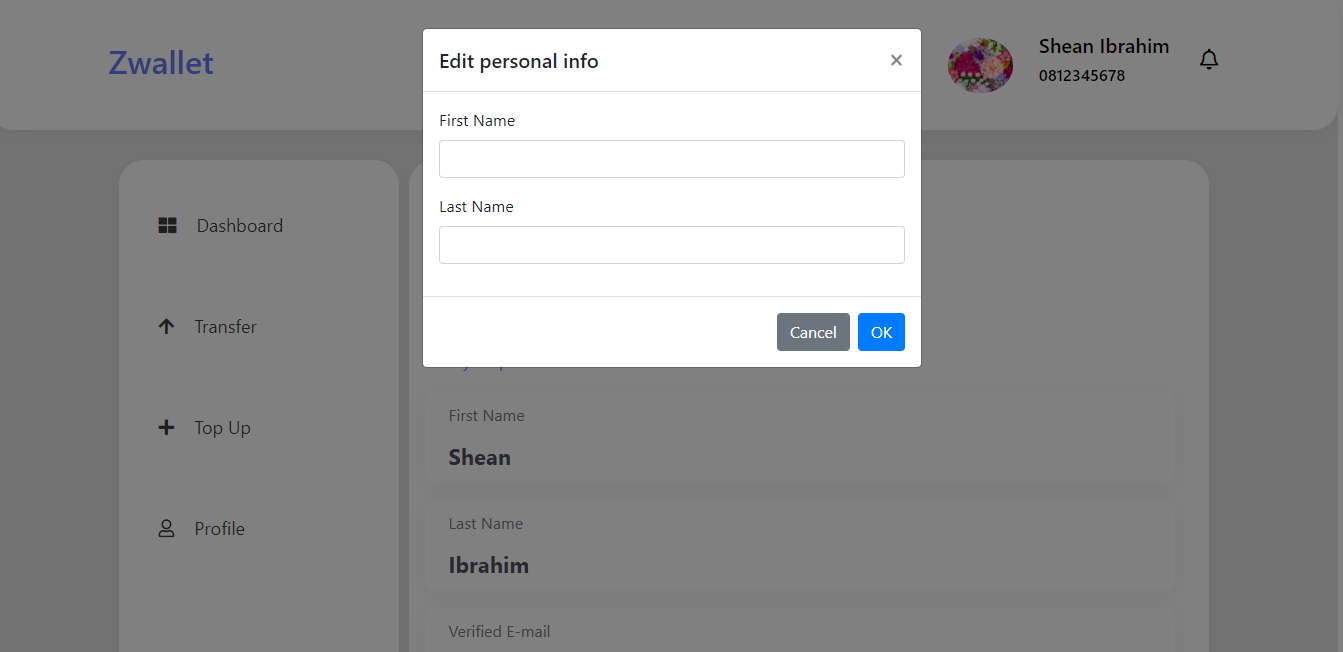 Zwallet
Shean Ibrahim
0812345678
Edit personal info
×
First Name
Last Name
Cancel
OK
Dashboard
Transfer
Top Up
Profile
First Name
Shean
Last Name
Ibrahim
Verified E-mail